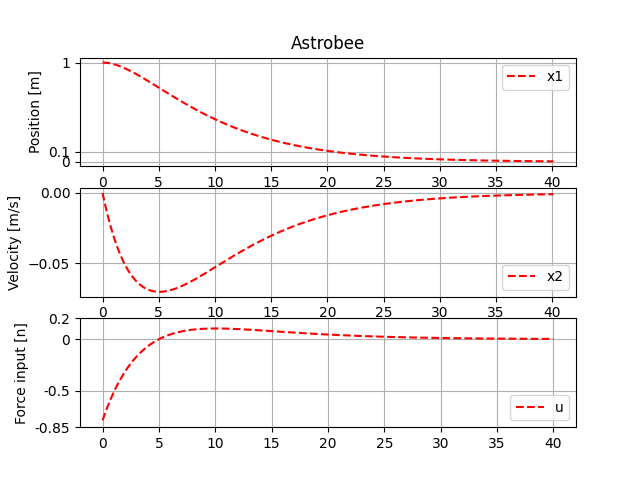 Astrobee
Position [m]
1
0.1
0
x1
0 5 10 15 20 25 30 35 40
Velocity [m/s]
0.00
−0.05
x2
0 5 10 15 20 25 30 35 40
Force input [n]
0.2
0
-0.5
-0.85
u
0 5 10 15 20 25 30 35 40